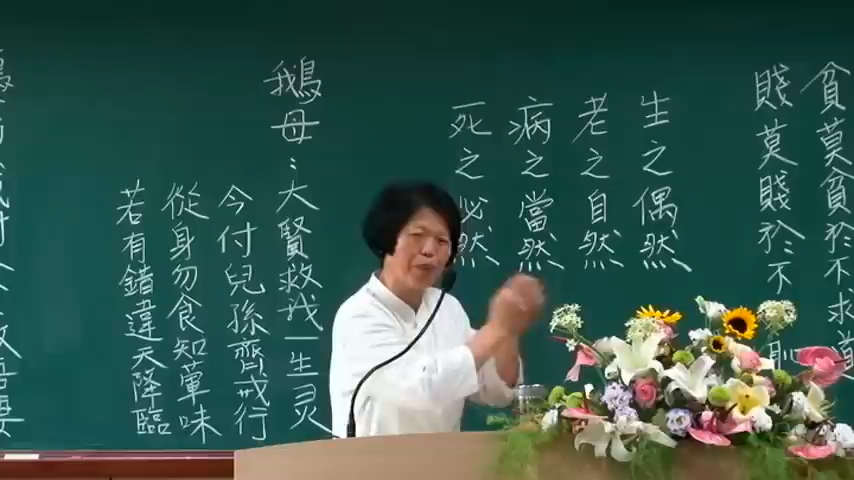 貧莫貧於不求道
賤莫賤於不
生之偶然
老之自然
病之當然
死之必然
鵝母：大賢救我一生灵
今付兒孫齊戒行
從身勿食知葷味
若有錯違天降臨